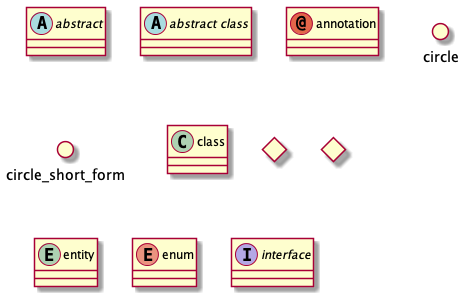 A abstract
A abstract class
@ annotation
circle
circle_short_form
C class
E entity
E enum
I interface